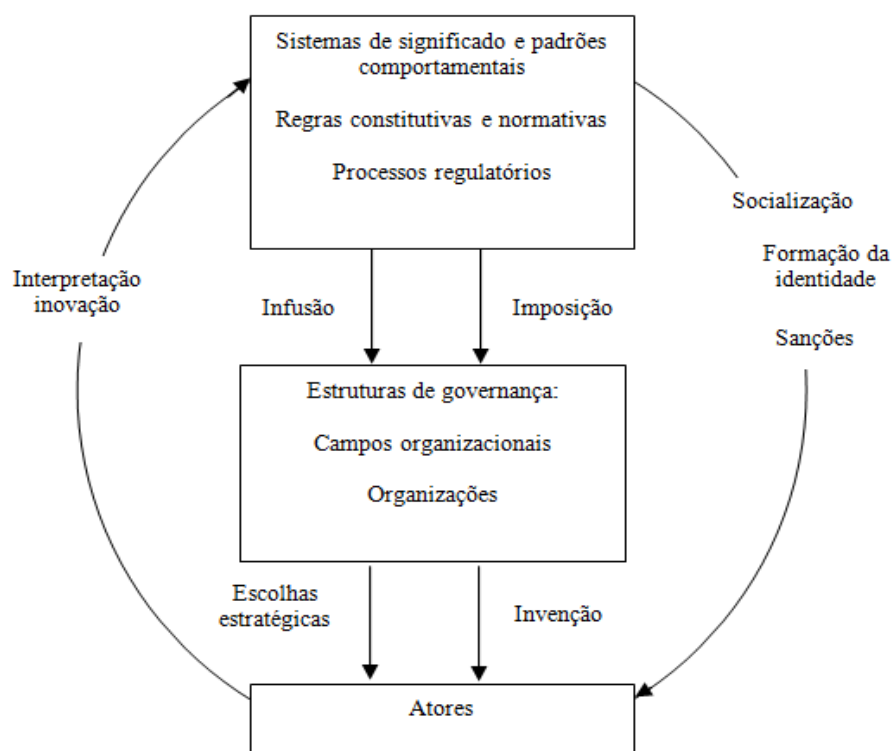 Sistemas de significado e padrões
comportamentais
Regras constitutivas e normativas
Processos regulatórios
Socialização
Formação da
identidade
Sanções
Interpretação
inovação
Infusão
Imposição
Estruturas de governança:
Campos organizacionais
Organizações
Escolhas
estratégicas
Invenção
Atores